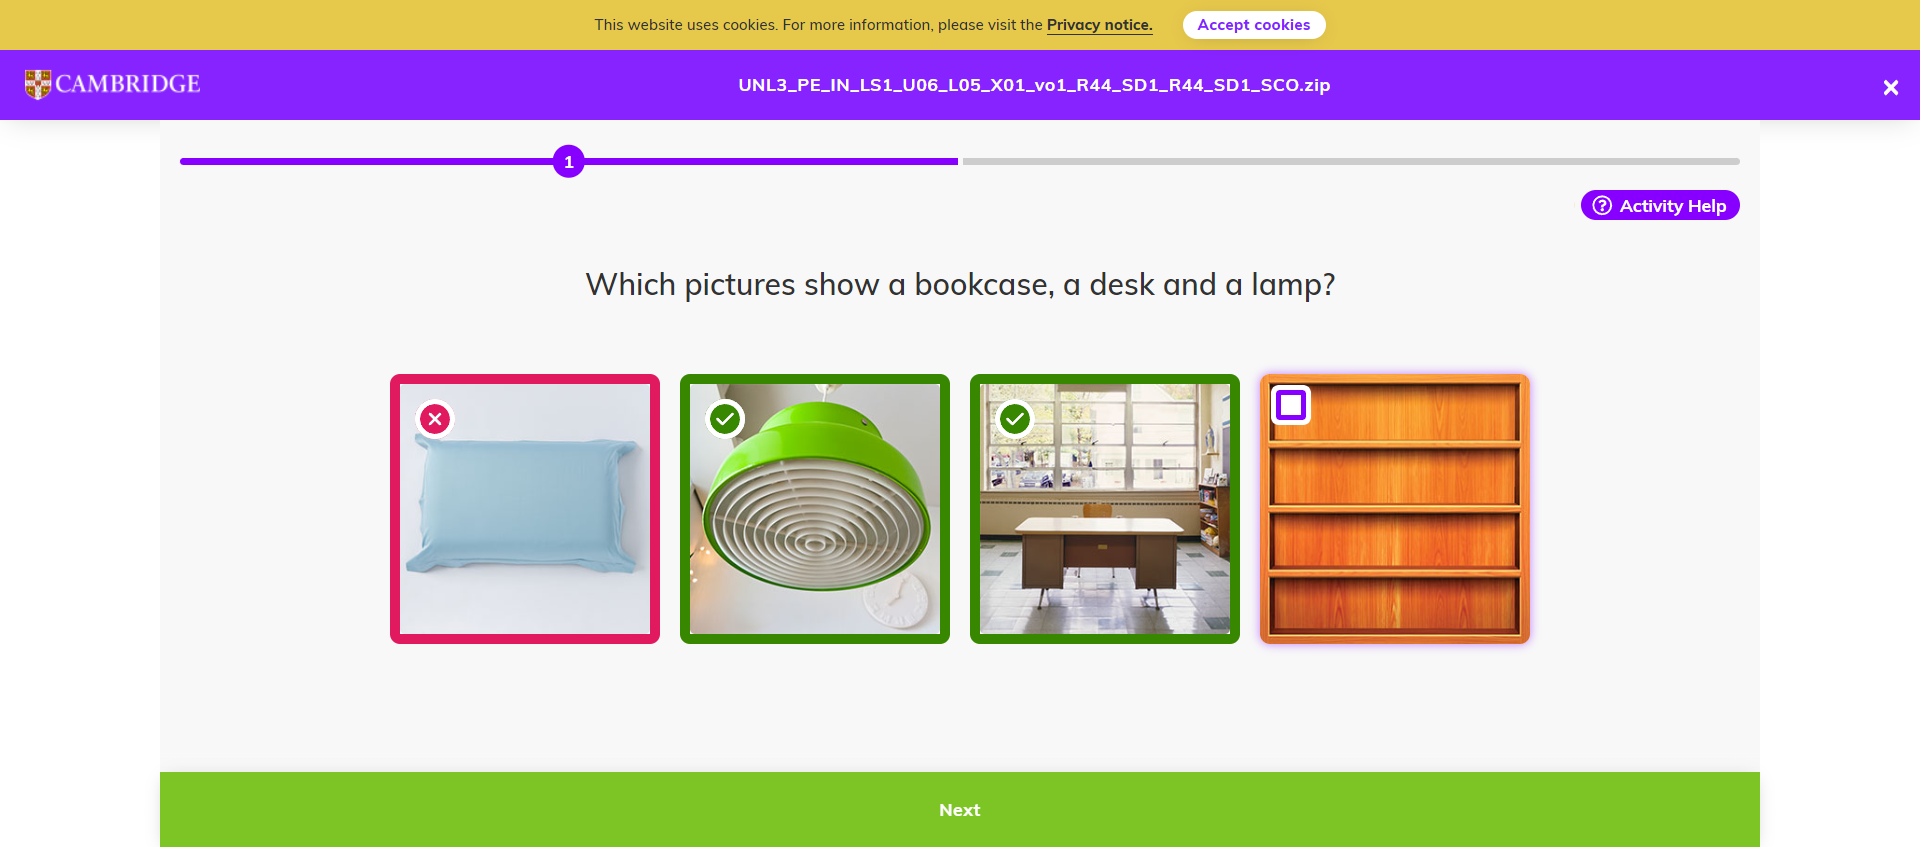 This website uses cookies. For more information, please visit the Privacy notice.
Accept cookies
CAMBRIDGE
UNL3_PE_IN_LS1_U06_L05_X01_vo1_R44_SD1_R44_SD1_SCO.zip
1
Activity Help
Which pictures show a bookcase, a desk and a lamp?
Next